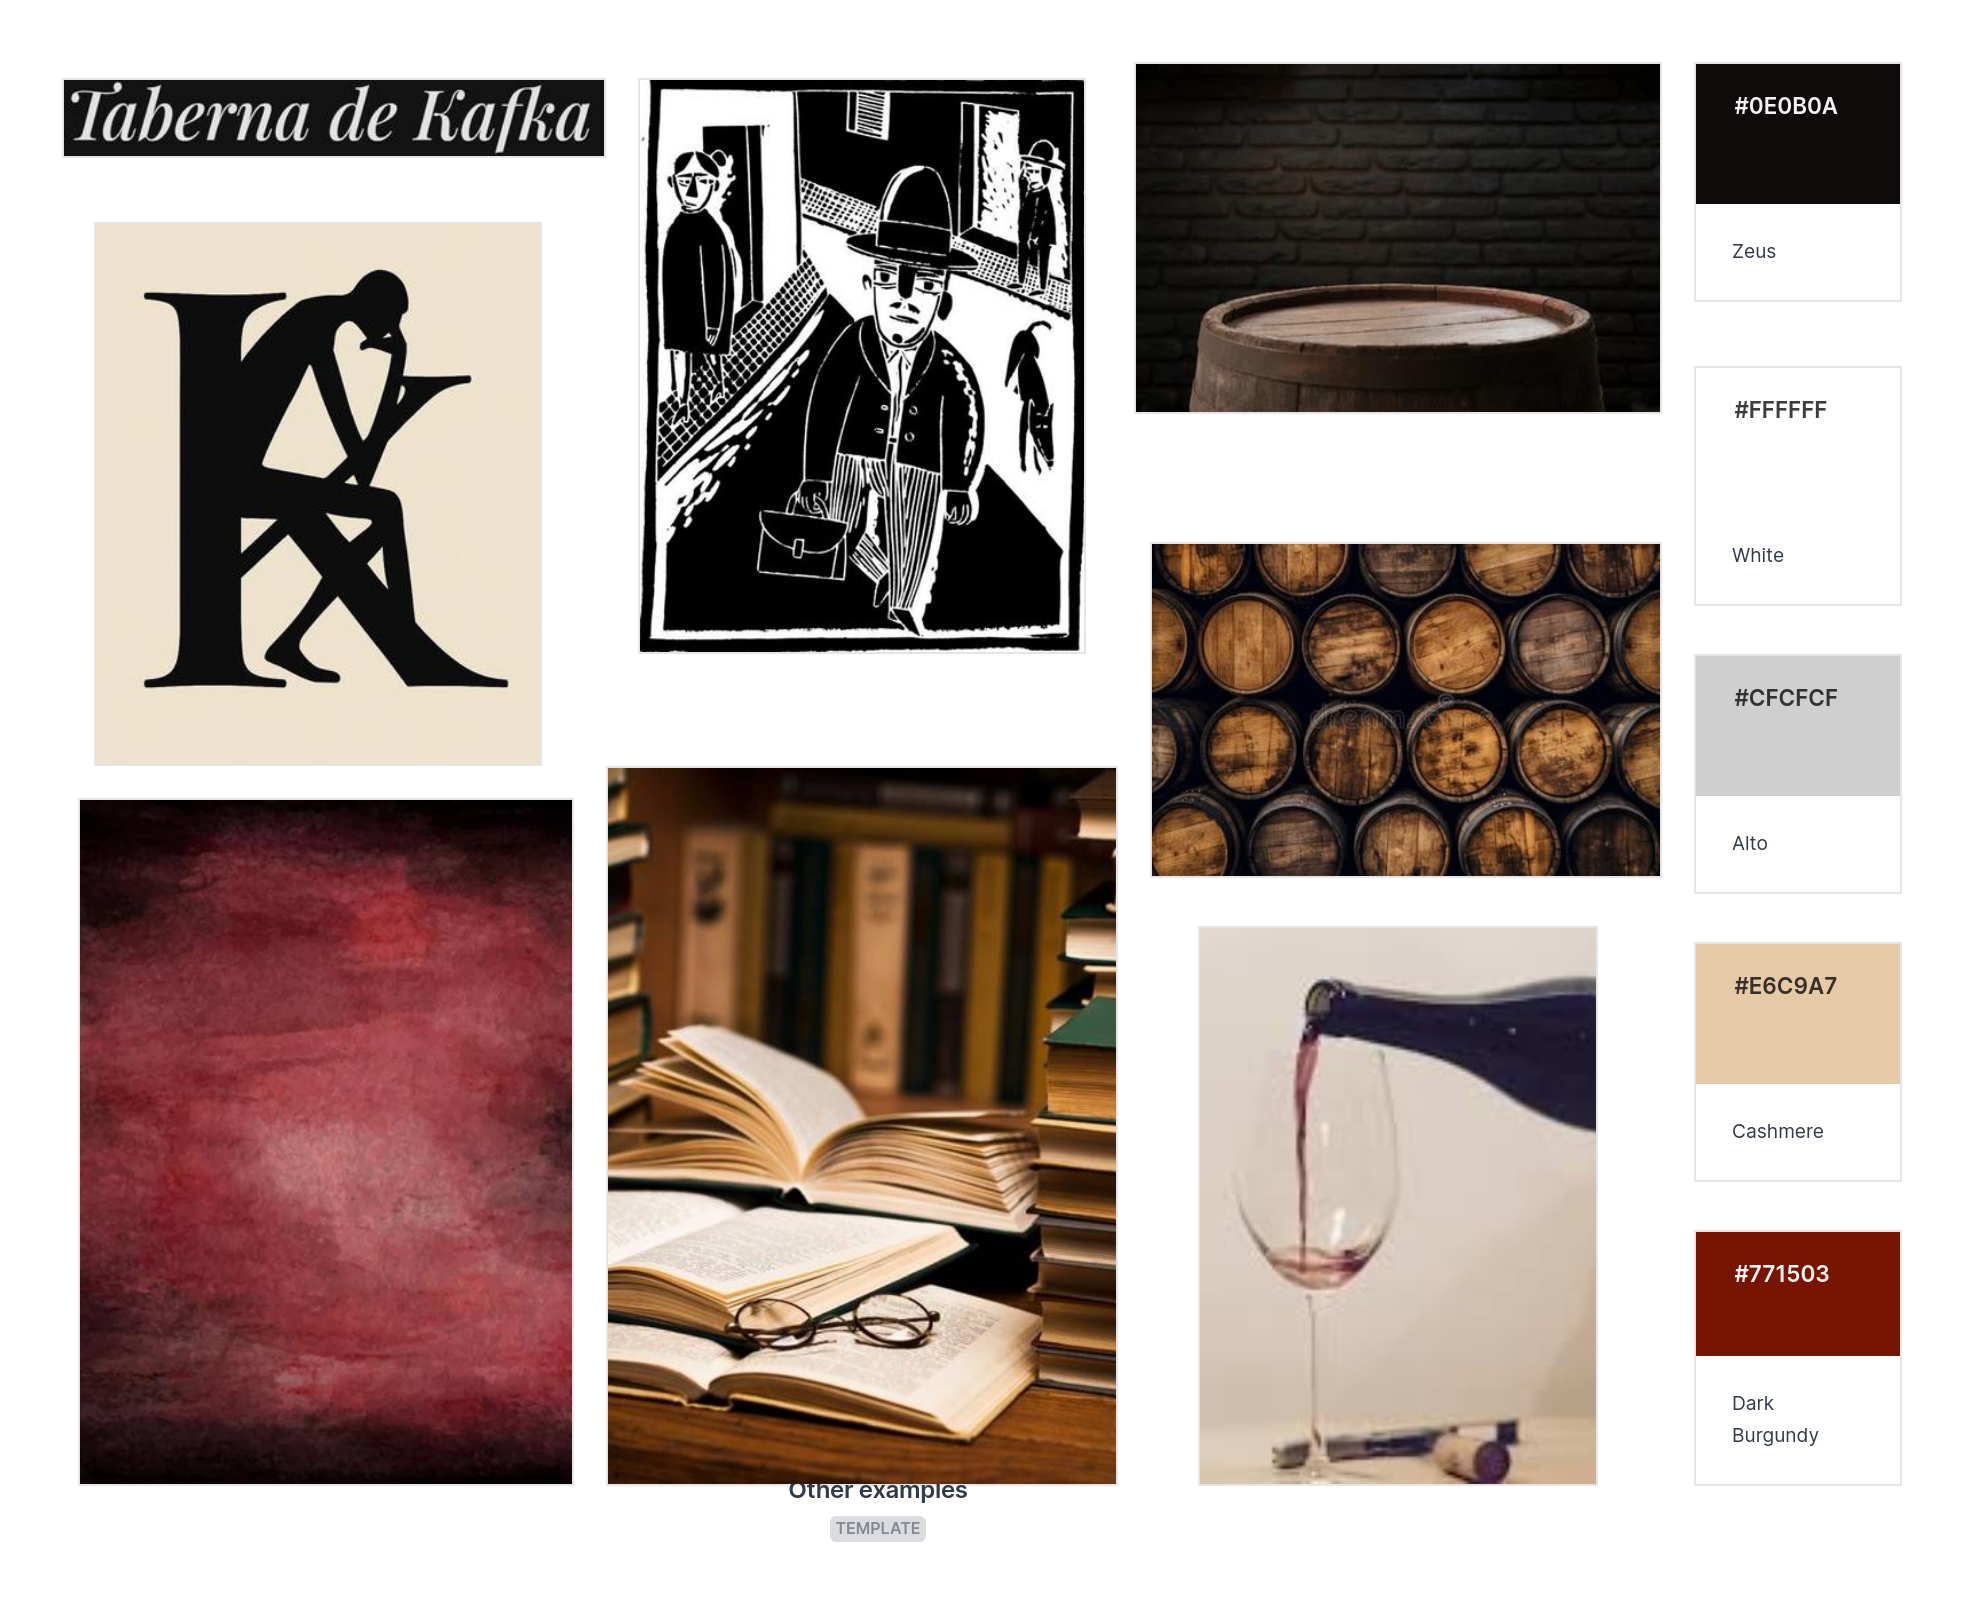 Taberna de Kafka
#0E0B0A
Zeus
#FFFFFF
White
#CFCFCF
Alto
#E6C9A7
Cashmere
#771503
Dark
Burgundy
Other examples
TEMPLATE